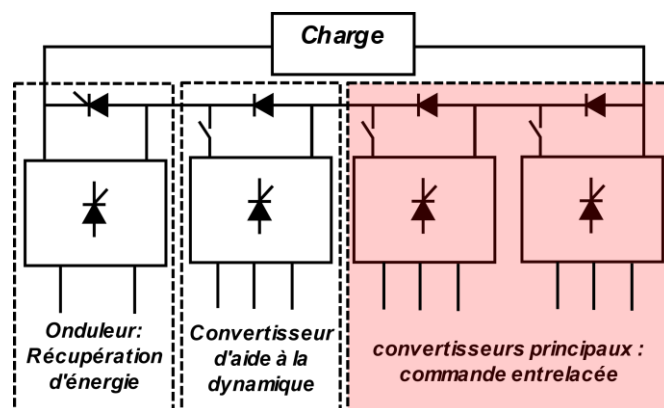 Charge
Onduleur:
Récupération
d'énergie
Convertisseur
d'aide à la
dynamique
convertisseurs principaux :
commande entrelacée